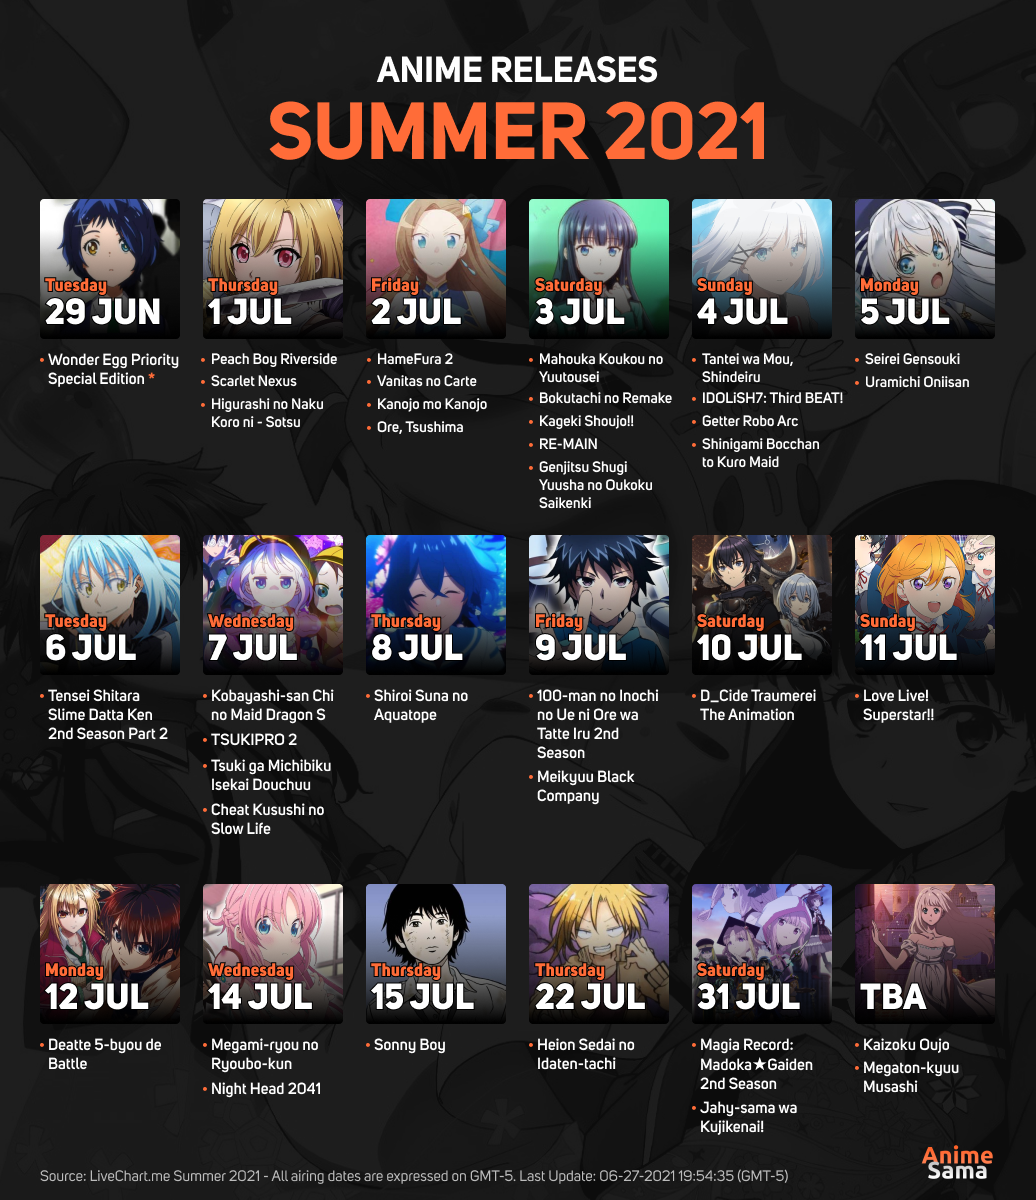 ANIME RELEASES
SUMMER 2021
Tuesday
29 JUN
• Wonder Egg Priority
Special Edition *
Thursday
1 JUL
• Peach Boy Riverside
• Scarlet Nexus
• Higurashi no Naku
Koro ni - Sotsu
Friday
2 JUL
• HameFura 2
• Vanitas no Carte
• Kanojo mo Kanojo
• Ore, Tsushima
Saturday
3 JUL
• Mahouka Koukou no
Yuutousei
• Bokutachi no Remake
• Kageki Shoujo!!
• RE-MAIN
• Genjitsu Shugi
Yuusha no Oukoku
Saikenki
Sunday
4 JUL
• Tantei wa Mou,
Shindeiru
• IDOLiSH7: Third BEAT!
• Getter Robo Arc
• Shinigami Bocchan
to Kuro Maid
Monday
5 JUL
• Seirei Gensouki
• Uramichi Oniisan
Tuesday
6 JUL
• Tensei Shitara
Slime Datta Ken
2nd Season Part 2
Wednesday
7 JUL
• Kobayashi-san Chi
no Maid Dragon S
• TSUKIPRO 2
• Tsuki ga Michibiku
Isekai Douchuu
• Cheat Kusushi no
Slow Life
Thursday
8 JUL
• Shiroi Suna no
Aquatope
Friday
9 JUL
• 100-man no Inochi
no Ue ni Ore wa
Tatte Iru 2nd
Season
• Meikyuu Black
Company
Saturday
10 JUL
• D_Cide Traumerei
The Animation
Sunday
11 JUL
• Love Live!
Superstar!!
Monday
12 JUL
• Deatte 5-byou de
Battle
Wednesday
14 JUL
• Megami-ryou no
Ryoubo-kun
• Night Head 2041
Thursday
15 JUL
• Sonny Boy
Thursday
22 JUL
• Heion Sedai no
Idaten-tachi
Saturday
31 JUL
• Magia Record:
Madoka★Gaiden
2nd Season
• Jahy-sama wa
Kujikenai!
TBA
• Kaizoku Oujo
• Megaton-kyuu
Musashi
Source: LiveChart.me Summer 2021 - All airing dates are expressed on GMT-5. Last Update: 06-27-2021 19:54:35 (GMT-5)
Anime
Sama